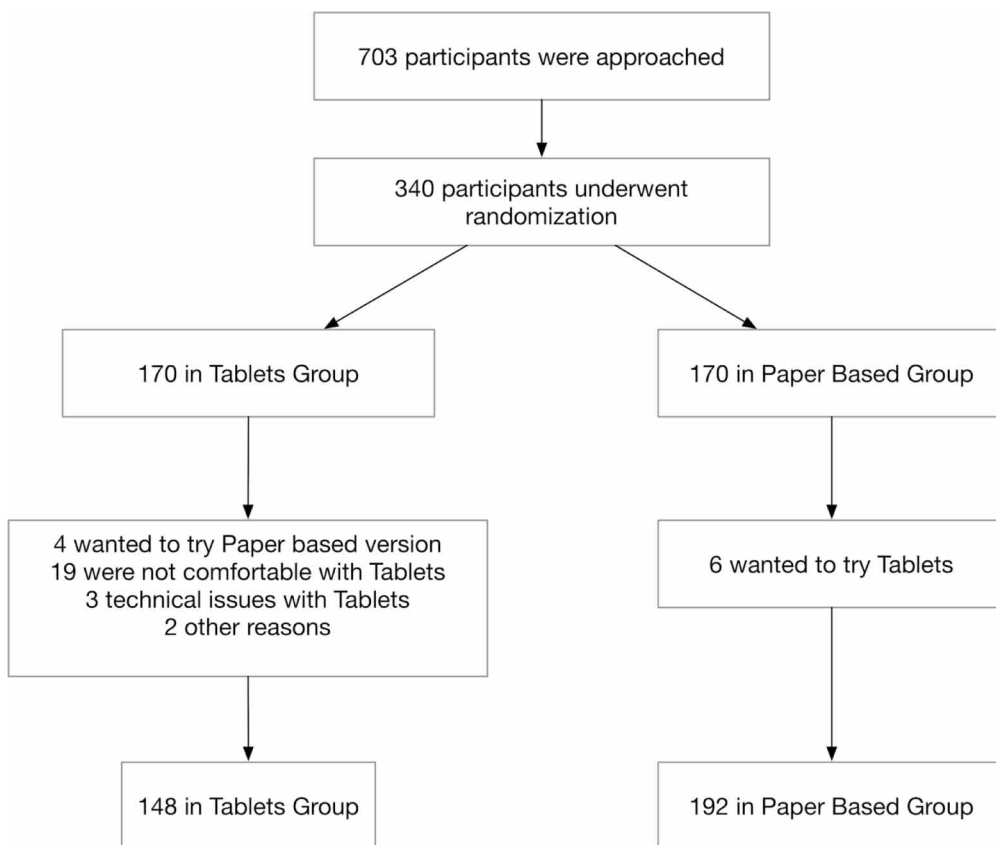 703 participants were approached
340 participants underwent
randomization
170 in Tablets Group
170 in Paper Based Group
4 wanted to try Paper based version
19 were not comfortable with Tablets
3 technical issues with Tablets
2 other reasons
6 wanted to try Tablets
148 in Tablets Group
192 in Paper Based Group